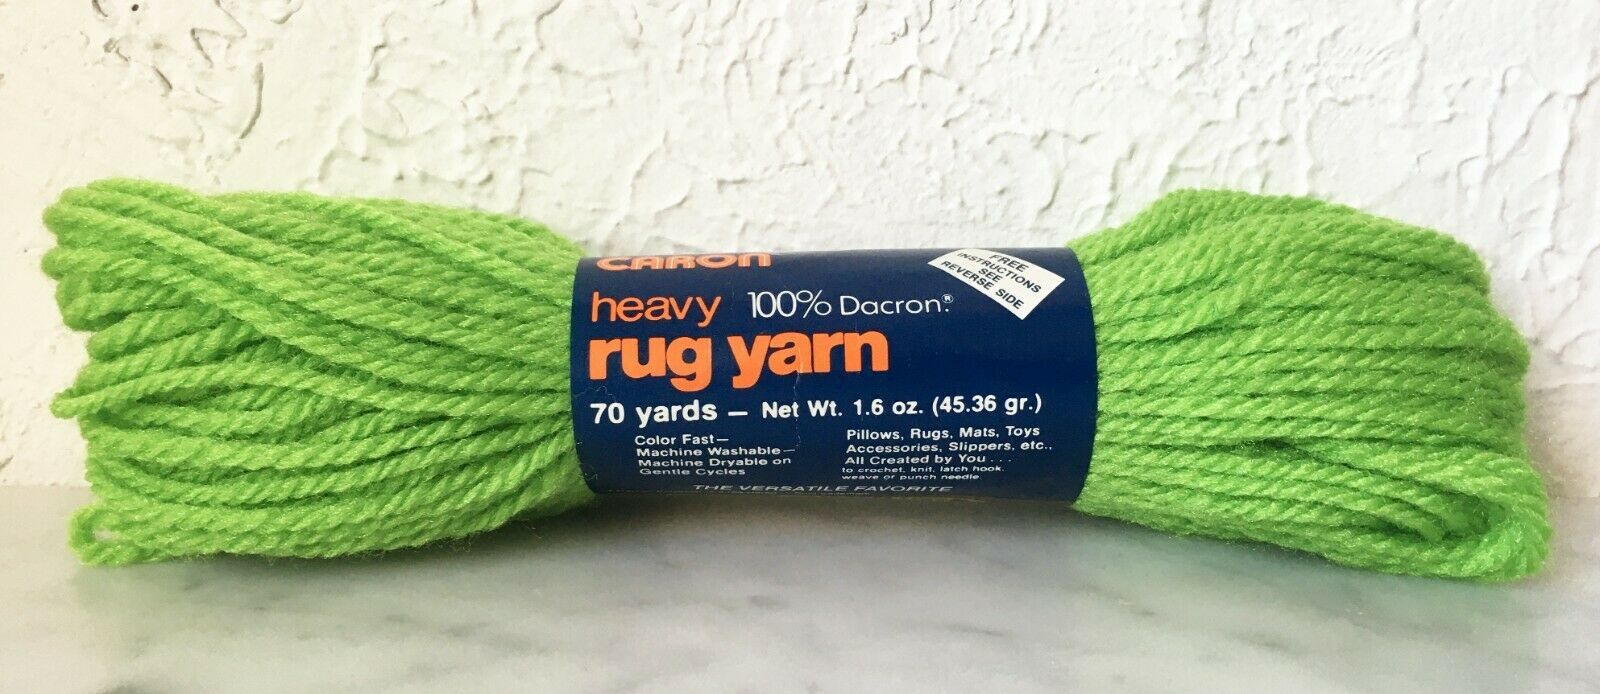 CARON
FREE
INSTRUCTIONS
SEE
REVERSE SIDE
heavy 100% Dacron®
rug yarn
70 yards — Net Wt. 1.6 oz. (45.36 gr.)
Color Fast—
Machine Washable—
Machine Dryable on
Gentle Cycles
Pillows, Rugs, Mats, Toys
Accessories, Slippers, etc.,
All Created by You . . .
to crochet, knit, latch hook,
weave or punch needle
THE VERSATILE FAVORITE